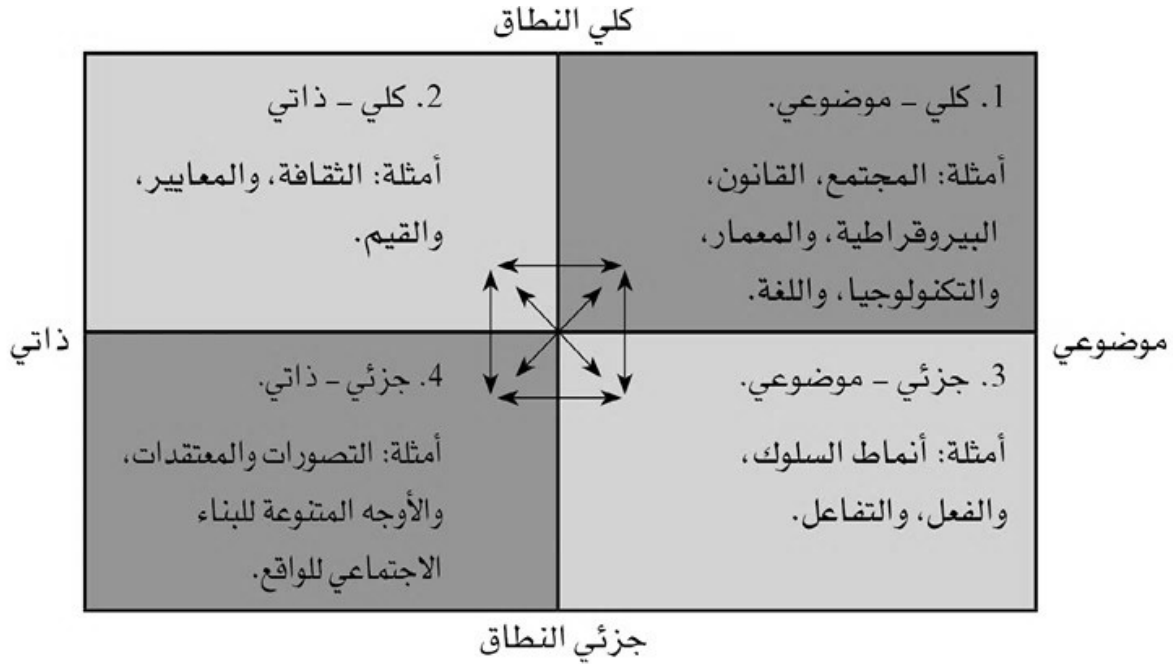 كلي النطاق
1. كلي – موضوعي.
أمثلة: المجتمع، القانون،
البيروقراطية، والمعمار،
والتكنولوجيا، واللغة.
2. كلي – ذاتي
أمثلة: الثقافة، والمعايير،
والقيم.
موضوعي
ذاتي
3. جزئي – موضوعي.
أمثلة: أنماط السلوك،
والفعل، والتفاعل.
4. جزئي – ذاتي.
أمثلة: التصورات والمعتقدات،
والأوجه المتنوعة للبناء
الاجتماعي للواقع.
جزئي النطاق